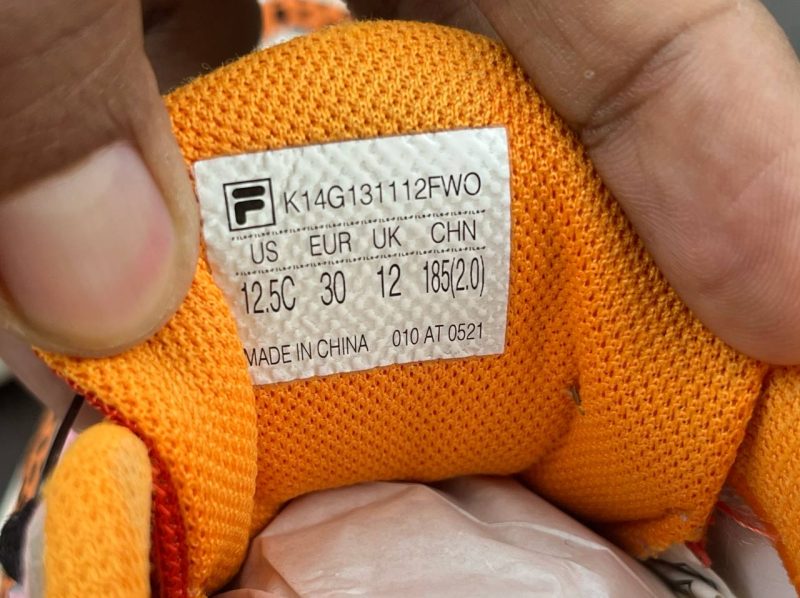 K14G131112FWO
US EUR UK CHN
12.5C 30 12 185(2.0)
MADE IN CHINA 010 AT 0521